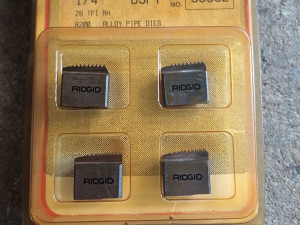 1/4" BSPT NO.
28 TPI RH
R200 ALLOY PIPE DIES
RIDGID
RIDGID
RIDGID
RIDGID